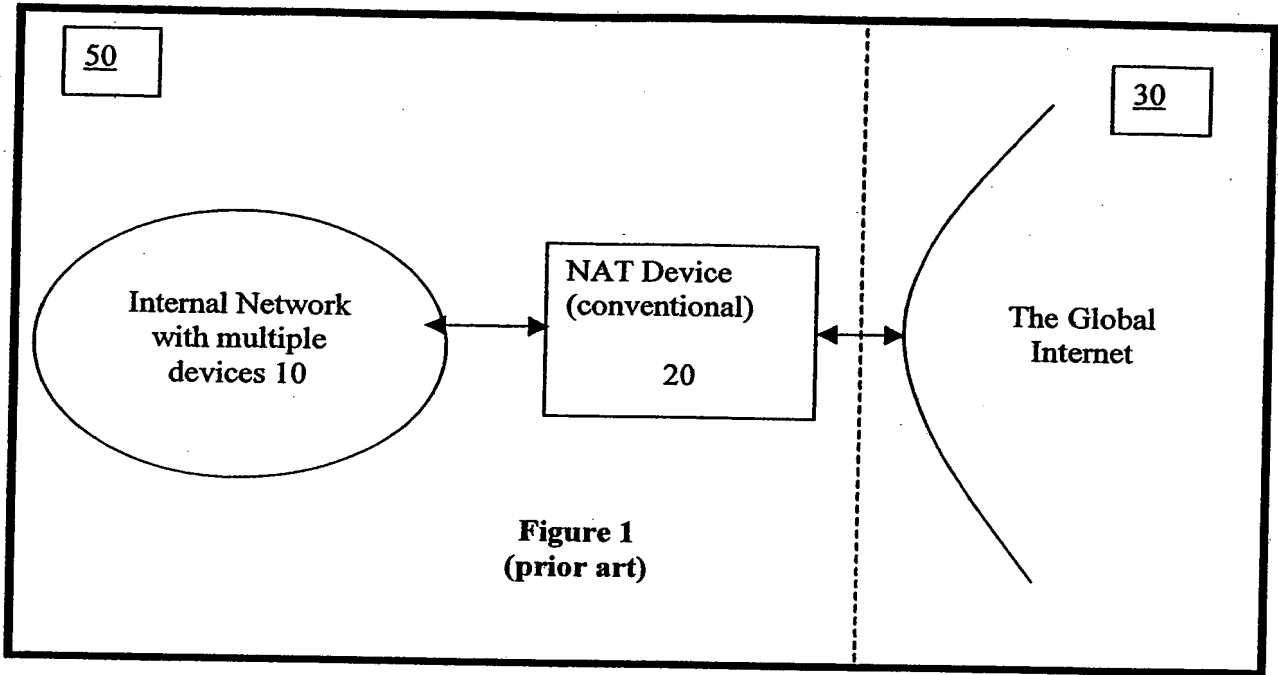 50
30
Internal Network
with multiple
devices 10
NAT Device
(conventional)
20
The Global
Internet
Figure 1
(prior art)